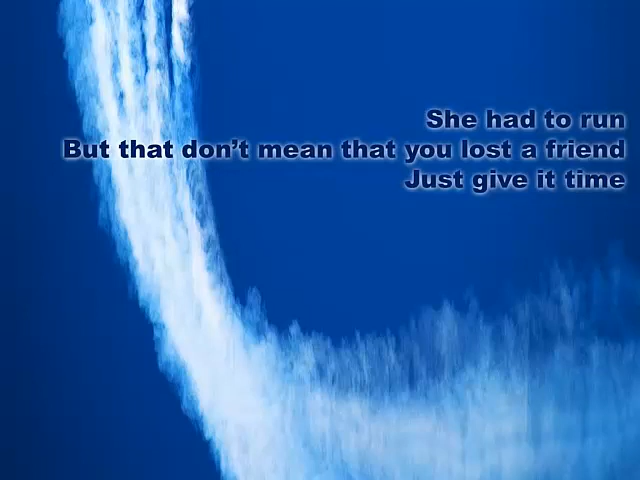 She had to run
But that don't mean that you lost a friend
Just give it time